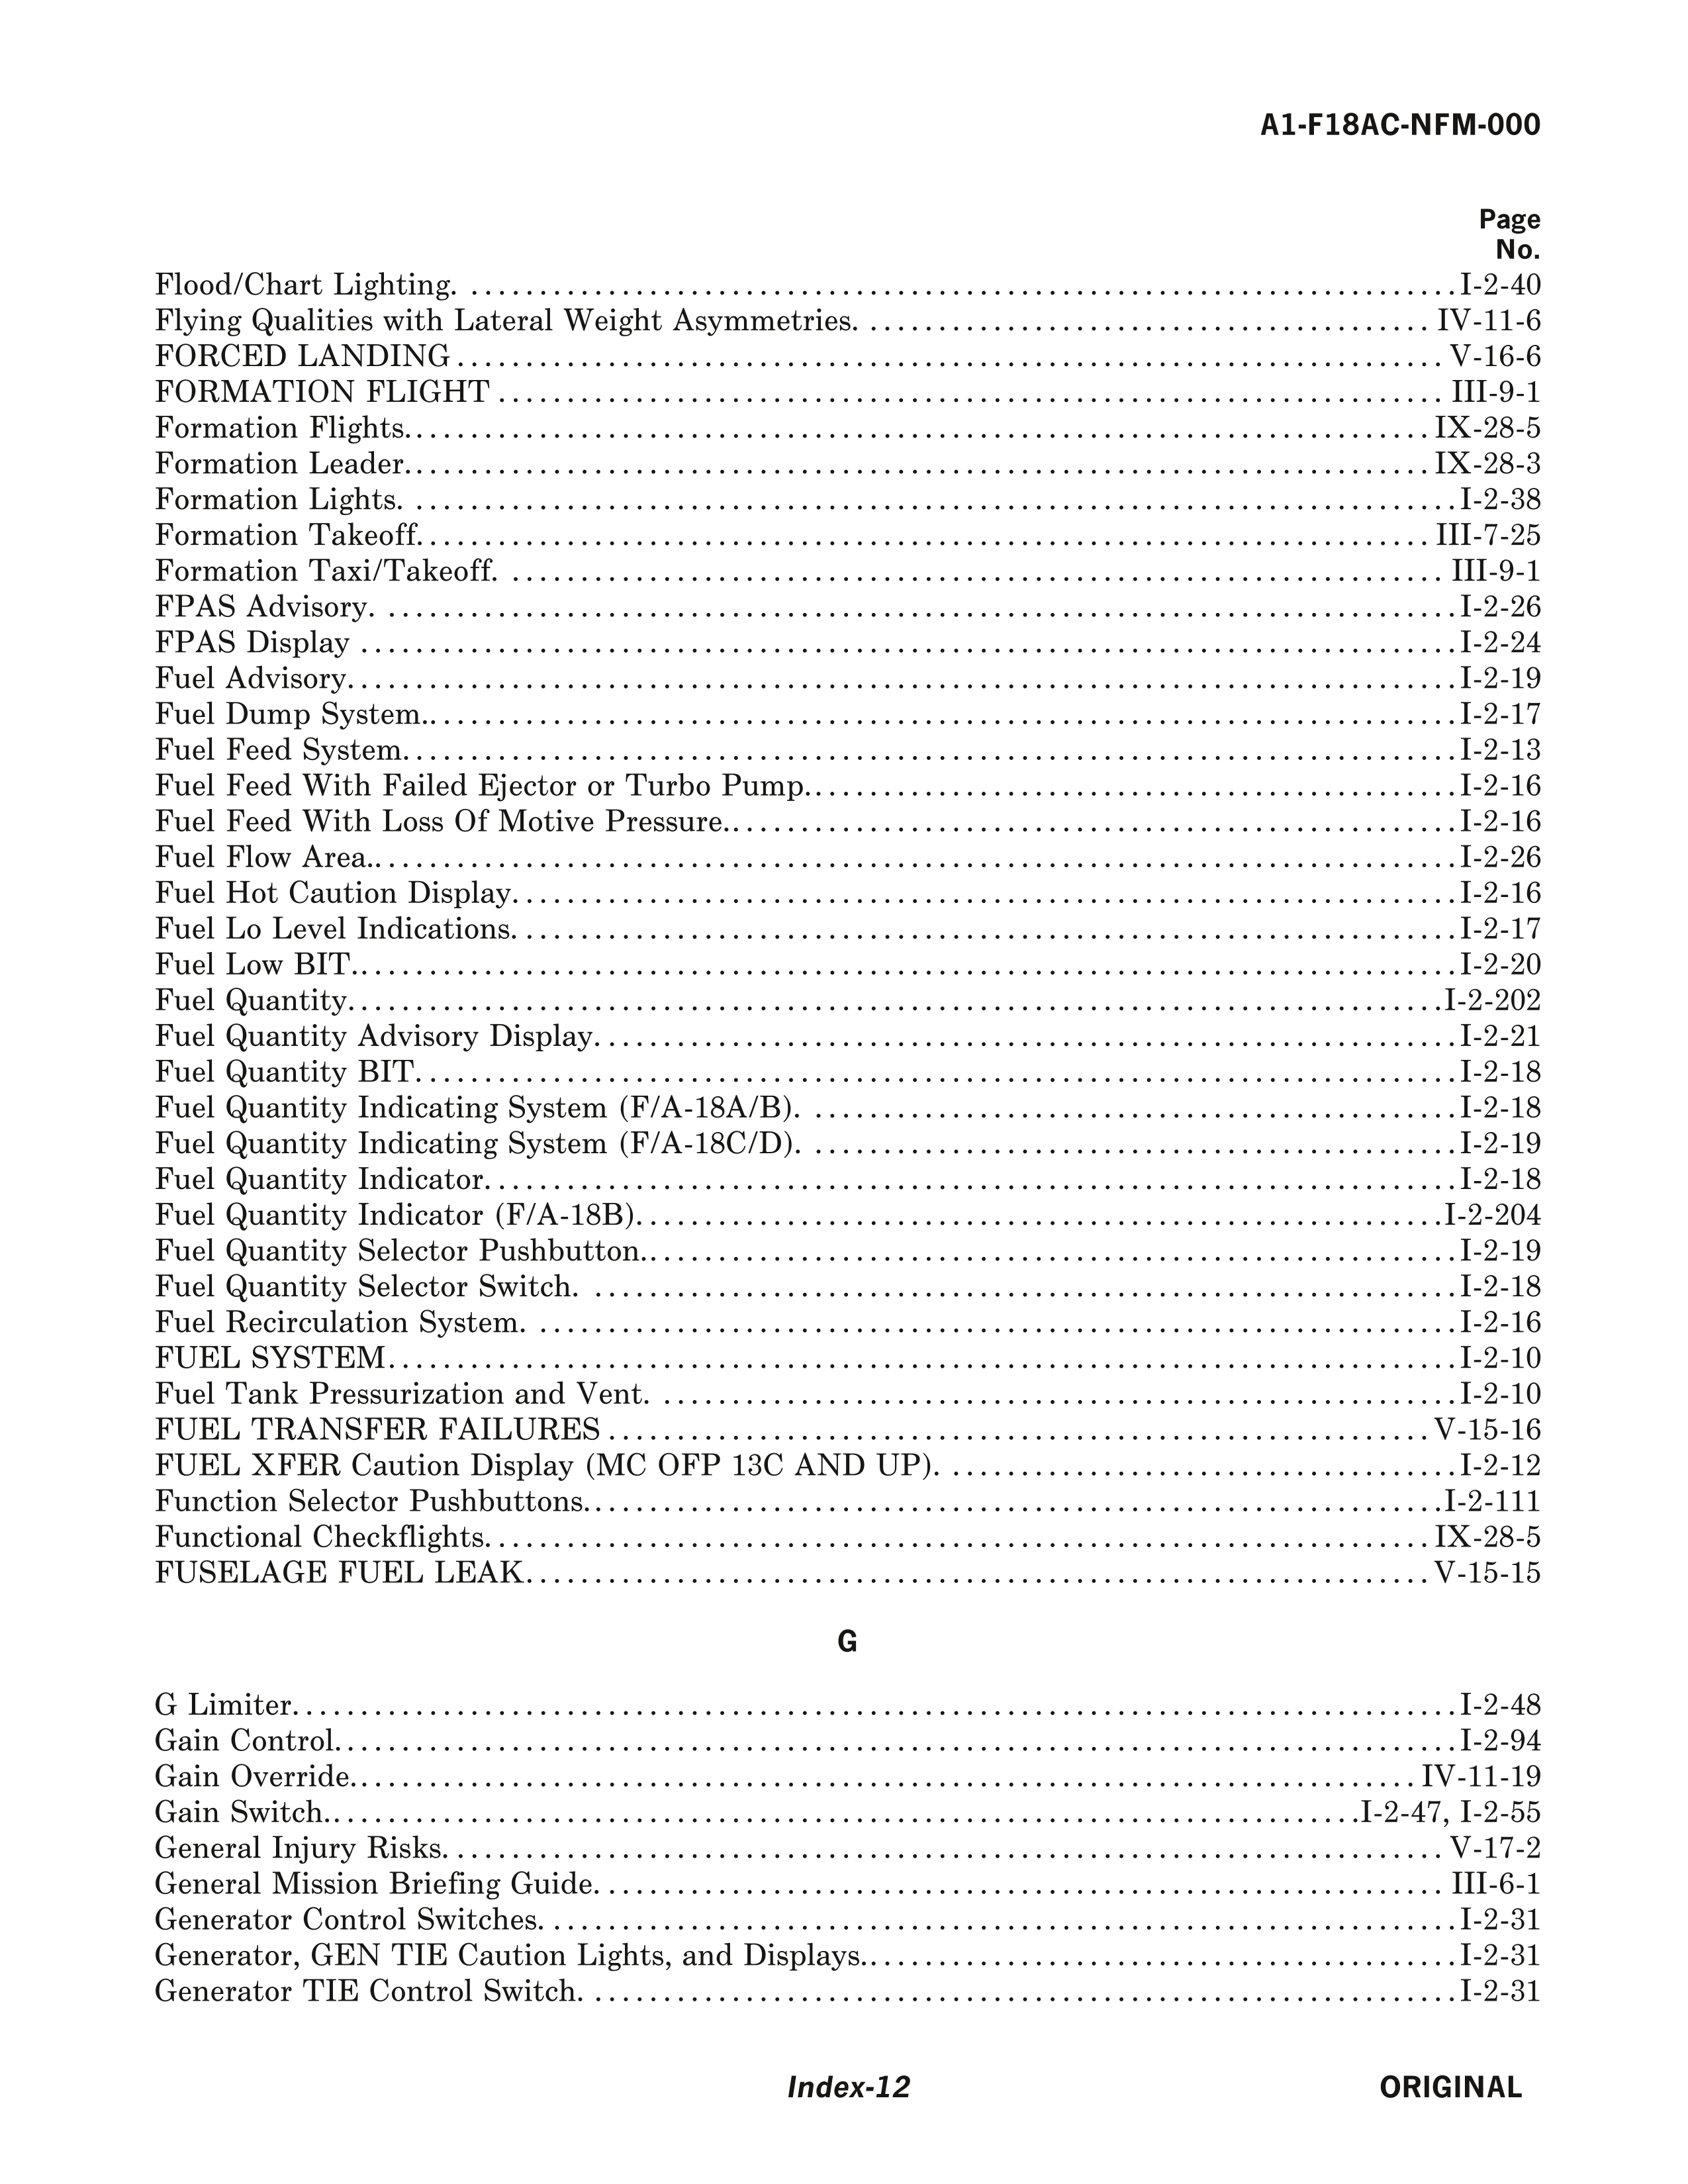 A1-F18AC-NFM-000
Page
No.
Flood/Chart Lighting. . . . . . . . . . . . . . . . . . . . I-2-40
Flying Qualities with Lateral Weight Asymmetries. . . . . . . . . . . . . . . . . . . . IV-11-6
FORCED LANDING . . . . . . . . . . . . . . . . . . . . V-16-6
FORMATION FLIGHT . . . . . . . . . . . . . . . . . . . . III-9-1
Formation Flights. . . . . . . . . . . . . . . . . . . . IX-28-5
Formation Leader. . . . . . . . . . . . . . . . . . . . IX-28-3
Formation Lights. . . . . . . . . . . . . . . . . . . . I-2-38
Formation Takeoff. . . . . . . . . . . . . . . . . . . . III-7-25
Formation Taxi/Takeoff. . . . . . . . . . . . . . . . . . . . III-9-1
FPAS Advisory. . . . . . . . . . . . . . . . . . . . I-2-26
FPAS Display . . . . . . . . . . . . . . . . . . . . I-2-24
Fuel Advisory. . . . . . . . . . . . . . . . . . . . I-2-19
Fuel Dump System. . . . . . . . . . . . . . . . . . . . I-2-17
Fuel Feed System. . . . . . . . . . . . . . . . . . . . I-2-13
Fuel Feed With Failed Ejector or Turbo Pump. . . . . . . . . . . . . . . . . . . . I-2-16
Fuel Feed With Loss Of Motive Pressure. . . . . . . . . . . . . . . . . . . . I-2-16
Fuel Flow Area. . . . . . . . . . . . . . . . . . . . I-2-26
Fuel Hot Caution Display. . . . . . . . . . . . . . . . . . . . I-2-16
Fuel Lo Level Indications. . . . . . . . . . . . . . . . . . . . I-2-17
Fuel Low BIT. . . . . . . . . . . . . . . . . . . . I-2-20
Fuel Quantity. . . . . . . . . . . . . . . . . . . . I-2-202
Fuel Quantity Advisory Display. . . . . . . . . . . . . . . . . . . . I-2-21
Fuel Quantity BIT. . . . . . . . . . . . . . . . . . . . I-2-18
Fuel Quantity Indicating System (F/A-18A/B). . . . . . . . . . . . . . . . . . . . I-2-18
Fuel Quantity Indicating System (F/A-18C/D). . . . . . . . . . . . . . . . . . . . I-2-19
Fuel Quantity Indicator. . . . . . . . . . . . . . . . . . . . I-2-18
Fuel Quantity Indicator (F/A-18B). . . . . . . . . . . . . . . . . . . . I-2-204
Fuel Quantity Selector Pushbutton. . . . . . . . . . . . . . . . . . . . I-2-19
Fuel Quantity Selector Switch. . . . . . . . . . . . . . . . . . . . I-2-18
Fuel Recirculation System. . . . . . . . . . . . . . . . . . . . I-2-16
FUEL SYSTEM. . . . . . . . . . . . . . . . . . . . I-2-10
Fuel Tank Pressurization and Vent. . . . . . . . . . . . . . . . . . . . I-2-10
FUEL TRANSFER FAILURES . . . . . . . . . . . . . . . . . . . . V-15-16
FUEL XFER Caution Display (MC OFP 13C AND UP). . . . . . . . . . . . . . . . . . . . I-2-12
Function Selector Pushbuttons. . . . . . . . . . . . . . . . . . . . I-2-111
Functional Checkflights. . . . . . . . . . . . . . . . . . . . IX-28-5
FUSELAGE FUEL LEAK. . . . . . . . . . . . . . . . . . . . V-15-15
G
G Limiter. . . . . . . . . . . . . . . . . . . . I-2-48
Gain Control. . . . . . . . . . . . . . . . . . . . I-2-94
Gain Override. . . . . . . . . . . . . . . . . . . . IV-11-19
Gain Switch. . . . . . . . . . . . . . . . . . . . I-2-47, I-2-55
General Injury Risks. . . . . . . . . . . . . . . . . . . . V-17-2
General Mission Briefing Guide. . . . . . . . . . . . . . . . . . . . III-6-1
Generator Control Switches. . . . . . . . . . . . . . . . . . . . I-2-31
Generator, GEN TIE Caution Lights, and Displays. . . . . . . . . . . . . . . . . . . . I-2-31
Generator TIE Control Switch. . . . . . . . . . . . . . . . . . . . I-2-31
Index-12
ORIGINAL